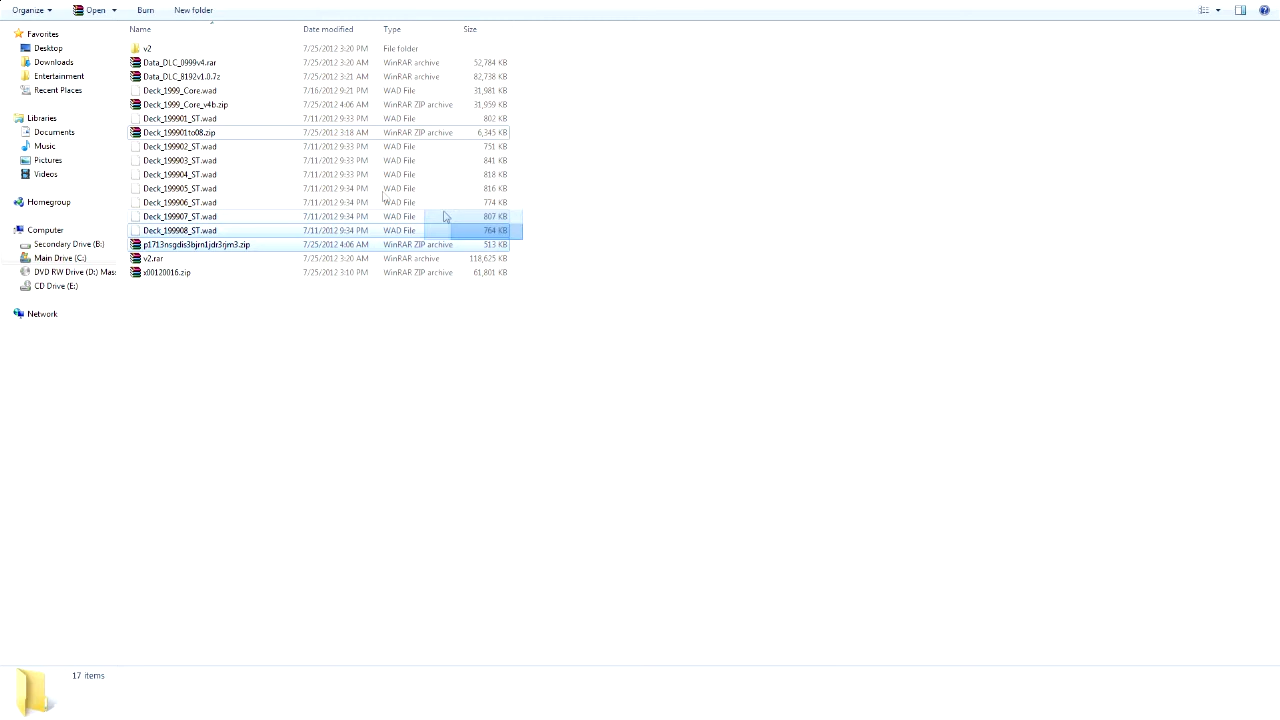 Organize Open Burn New folder
Name Date modified Type Size
Favorites
Desktop
Downloads
Entertainment
Recent Places
Libraries
Documents
Music
Pictures
Videos
Homegroup
Computer
Secondary Drive (B:)
Main Drive (C:)
DVD RW Drive (D:) Mas
CD Drive (E:)
Network
v2 7/25/2012 3:20 PM File folder
Data_DLC_0999v4.rar 7/25/2012 3:20 AM WinRAR archive 52,784 KB
Data_DLC_8192v1.0.7z 7/25/2012 3:21 AM WinRAR archive 82,738 KB
Deck_1999_Core.wad 7/16/2012 9:21 PM WAD File 31,981 KB
Deck_1999_Core_v4b.zip 7/25/2012 4:06 AM WinRAR ZIP archive 31,959 KB
Deck_199901_ST.wad 7/11/2012 9:33 PM WAD File 802 KB
Deck_199901to08.zip 7/25/2012 3:18 AM WinRAR ZIP archive 6,345 KB
Deck_199902_ST.wad 7/11/2012 9:33 PM WAD File 751 KB
Deck_199903_ST.wad 7/11/2012 9:33 PM WAD File 841 KB
Deck_199904_ST.wad 7/11/2012 9:33 PM WAD File 818 KB
Deck_199905_ST.wad 7/11/2012 9:34 PM WAD File 816 KB
Deck_199906_ST.wad 7/11/2012 9:34 PM WAD File 774 KB
Deck_199907_ST.wad 7/11/2012 9:34 PM WAD File 807 KB
Deck_199908_ST.wad 7/11/2012 9:34 PM WAD File 764 KB
p1713nsgdis3bjrn1jdr3rjm3.zip 7/25/2012 4:06 AM WinRAR ZIP archive 513 KB
v2.rar 7/25/2012 3:20 AM WinRAR archive 118,625 KB
x00120016.zip 7/25/2012 3:10 PM WinRAR ZIP archive 61,801 KB
17 items